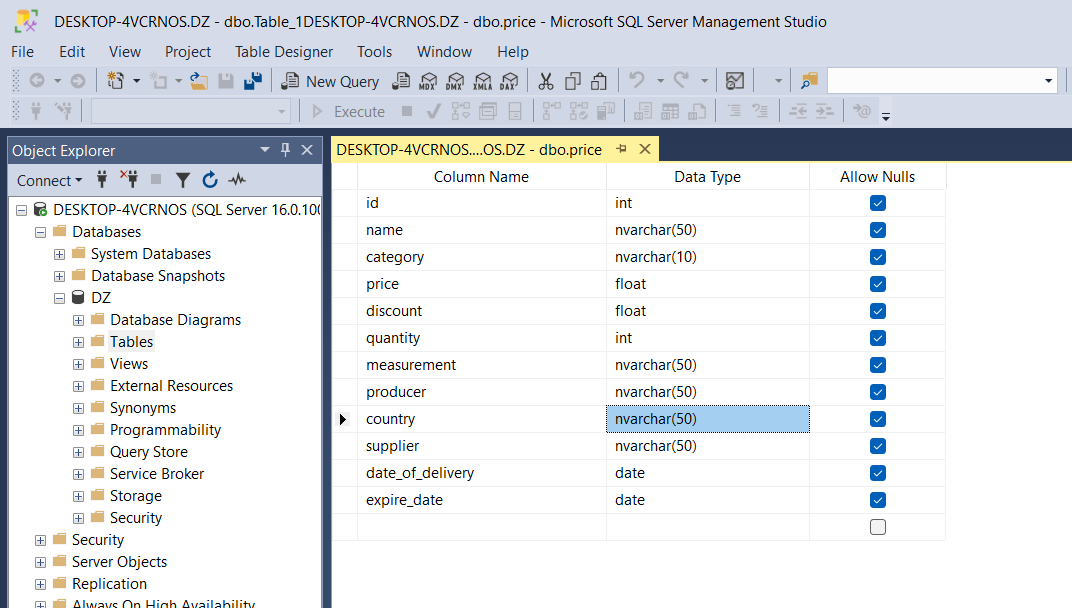 DESKTOP-4VCRNOS.DZ - dbo.Table_1DESKTOP-4VCRNOS.DZ - dbo.price - Microsoft SQL Server Management Studio
File Edit View Project Table Designer Tools Window Help
New Query MDX DMX XMLA DAX
Execute
Object Explorer
Connect
DESKTOP-4VCRNOS (SQL Server 16.0.100
Databases
System Databases
Database Snapshots
DZ
Database Diagrams
Tables
Views
External Resources
Synonyms
Programmability
Query Store
Service Broker
Storage
Security
Security
Server Objects
Replication
Always On High Availability
DESKTOP-4VCRNOS....OS.DZ - dbo.price
Column Name Data Type Allow Nulls
id int
name nvarchar(50)
category nvarchar(10)
price float
discount float
quantity int
measurement nvarchar(50)
producer nvarchar(50)
country nvarchar(50)
supplier nvarchar(50)
date_of_delivery date
expire_date date